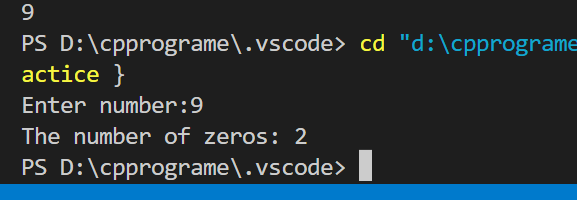 9
PS D:\cpprograme\.vscode> cd "d:\cpprograme
actice }
Enter number:9
The number of zeros: 2
PS D:\cpprograme\.vscode>